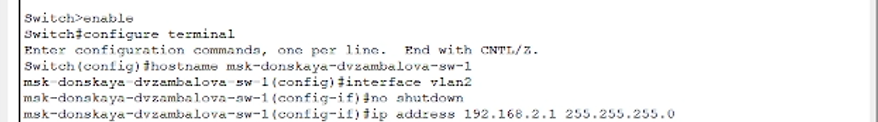 Switch>enable
Switch#configure terminal
Enter configuration commands, one per line.  End with CNTL/Z.
Switch(config)#hostname msk-donskaya-dvzambalova-sw-1
msk-donskaya-dvzambalova-sw-1(config)#interface vlan2
msk-donskaya-dvzambalova-sw-1(config-if)#no shutdown
msk-donskaya-dvzambalova-sw-1(config-if)#ip address 192.168.2.1 255.255.255.0